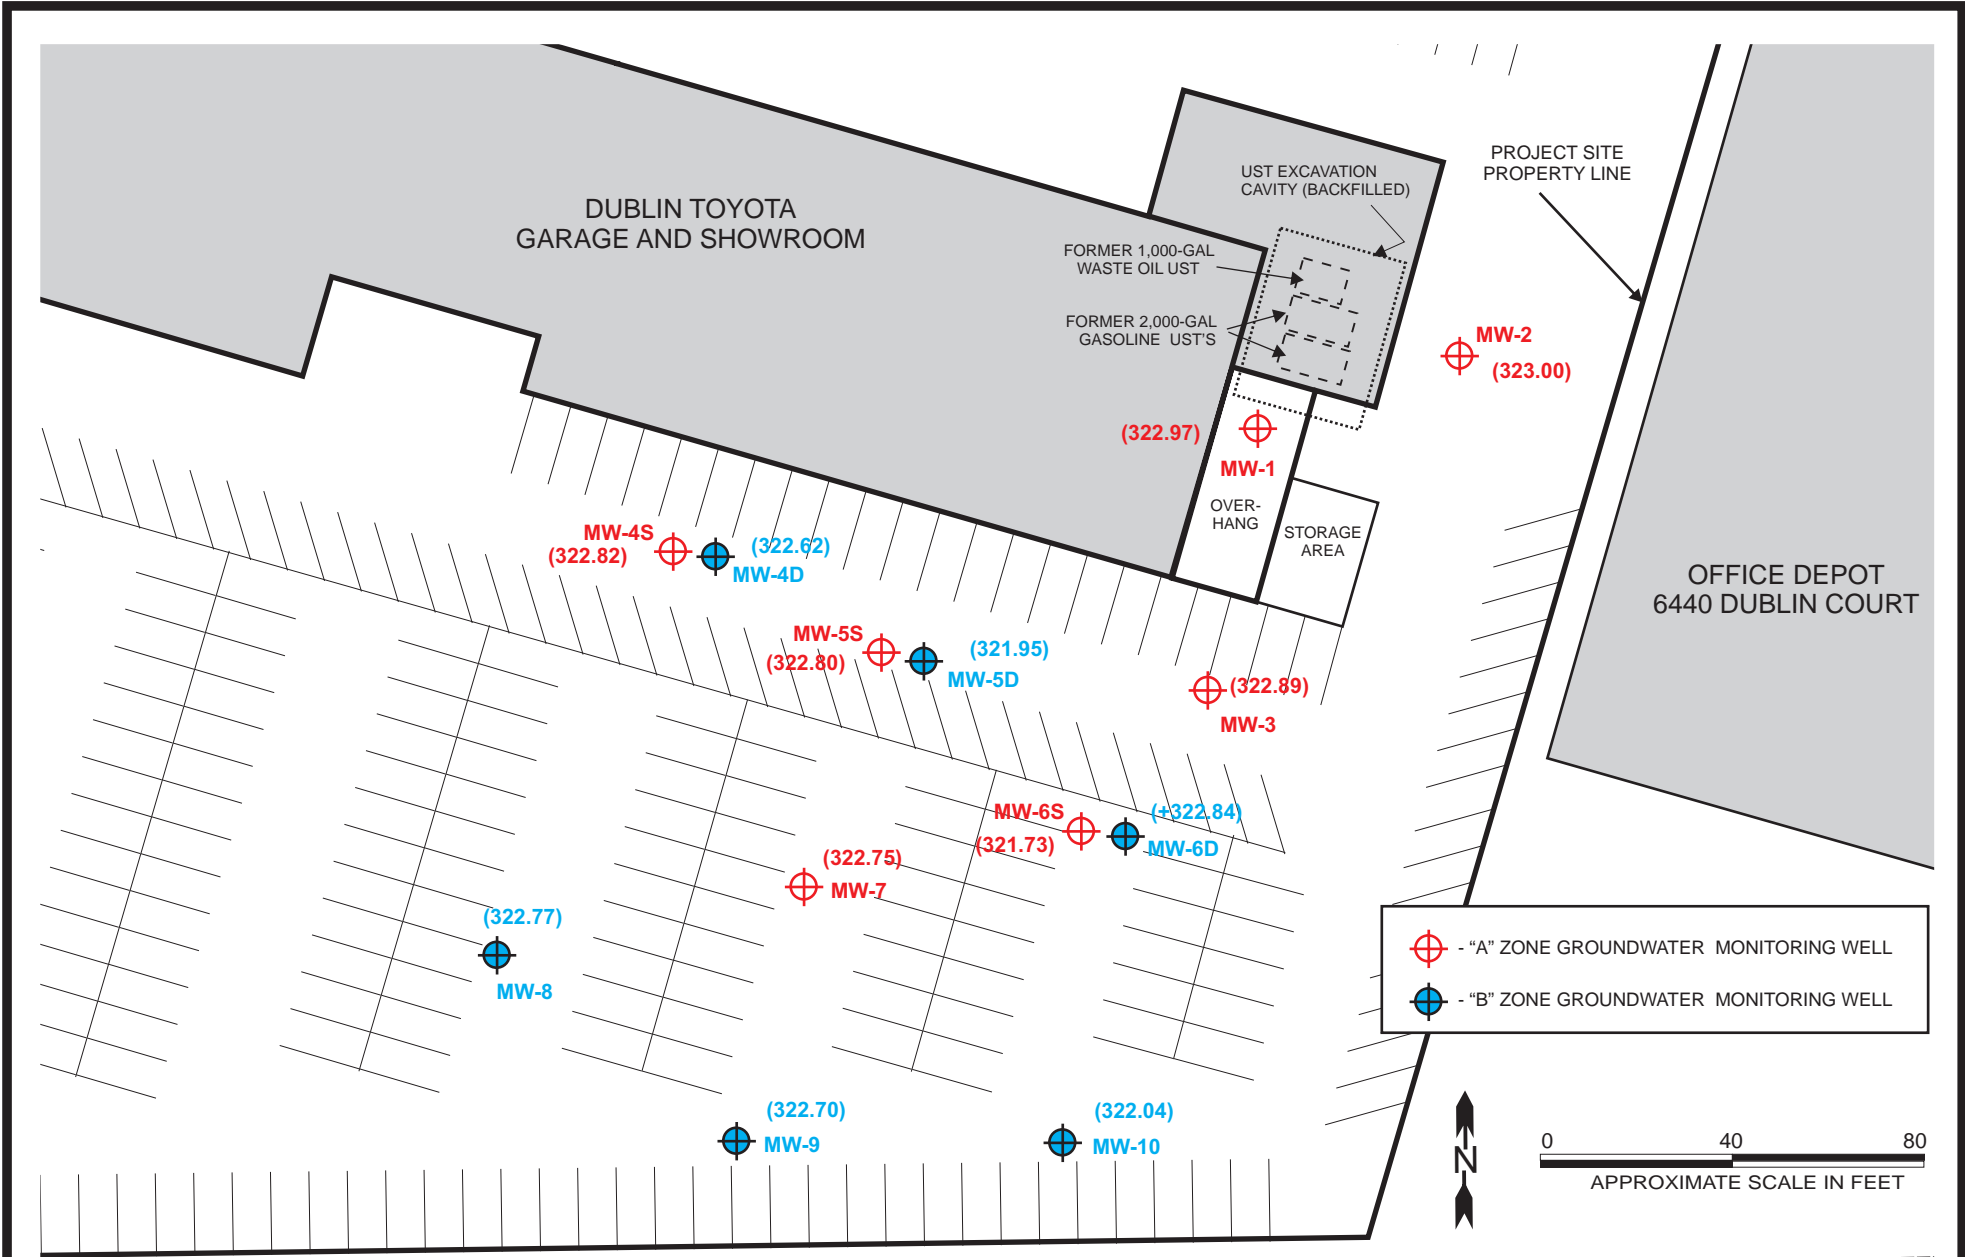 DUBLIN TOYOTA
GARAGE AND SHOWROOM
UST EXCAVATION
CAVITY (BACKFILLED)
FORMER 1,000-GAL
WASTE OIL UST
FORMER 2,000-GAL
GASOLINE UST'S
PROJECT SITE
PROPERTY LINE
MW-2
(323.00)
(322.97)
MW-1
OVER-
HANG
STORAGE
AREA
OFFICE DEPOT
6440 DUBLIN COURT
MW-4S
(322.82)
(322.62)
MW-4D
MW-5S
(322.80)
(321.95)
MW-5D
(322.89)
MW-3
MW-6S
(321.73)
(+322.84)
MW-6D
(322.75)
MW-7
(322.77)
MW-8
(322.70)
MW-9
(322.04)
MW-10
- “A” ZONE GROUNDWATER MONITORING WELL
- “B” ZONE GROUNDWATER MONITORING WELL
N
0 40 80
APPROXIMATE SCALE IN FEET